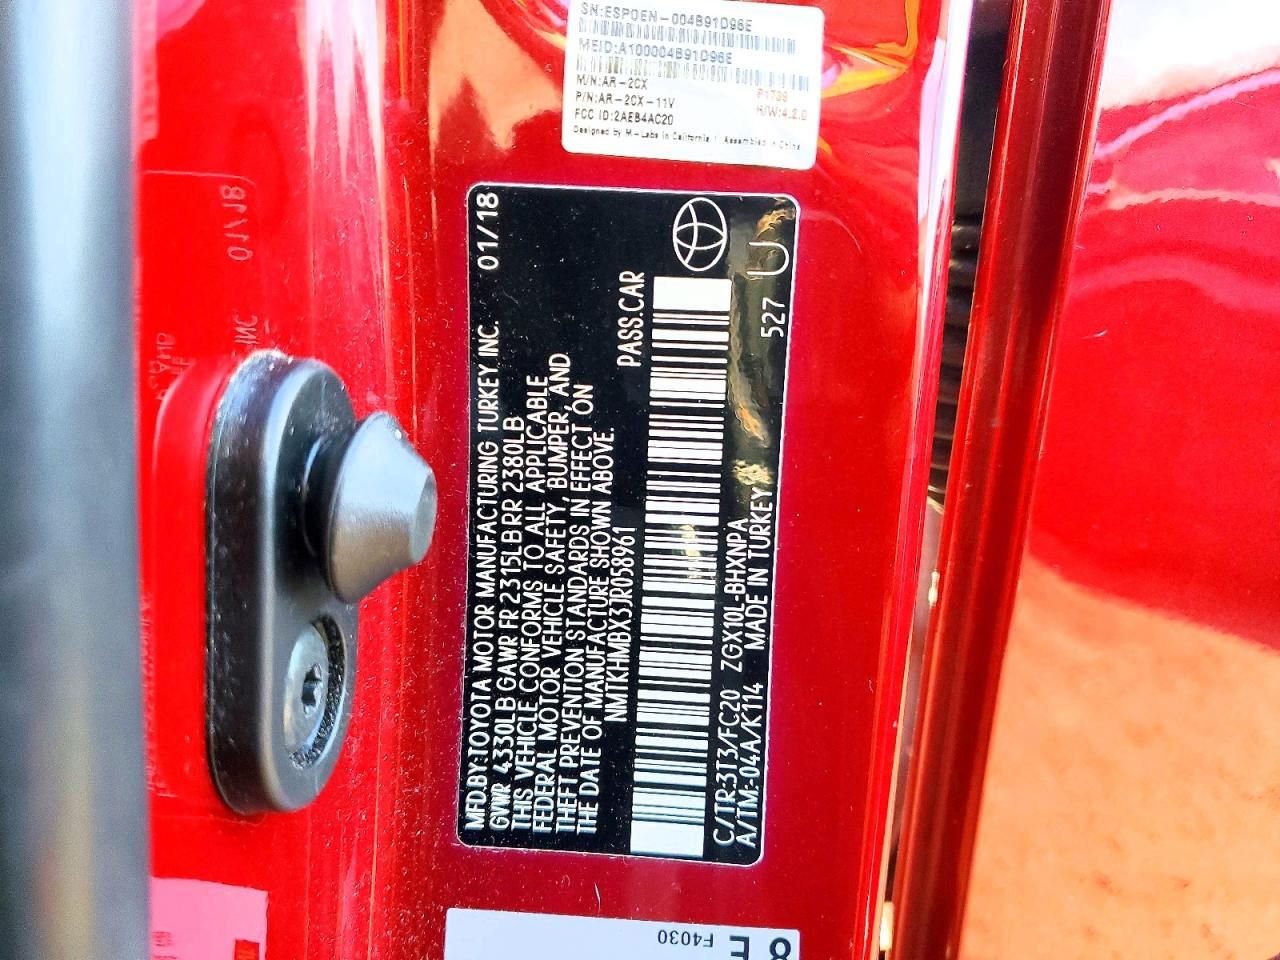 SN:ESP0EN-004B91D96E
MEID:A100004B91D96E
M/N:AR-2CX
P/N:AR-2CX-11V
FCC ID:2AEB4AC20
P1738
H/W:4.2.0
Designed by M-Labs in California | Assembled in China
MFD.BY:TOYOTA MOTOR MANUFACTURING TURKEY INC. 01/18
GVWR 4330LB GAWR FR 2315LB RR 2380LB
THIS VEHICLE CONFORMS TO ALL APPLICABLE
FEDERAL MOTOR VEHICLE SAFETY, BUMPER, AND
THEFT PREVENTION STANDARDS IN EFFECT ON
THE DATE OF MANUFACTURE SHOWN ABOVE.
NMTKHMBX3JR058961 PASS.CAR
C/TR:3T3/FC20 ZGX10L-BHXNPA
A/TM:-04A/K114 MADE IN TURKEY 527 U
F4030